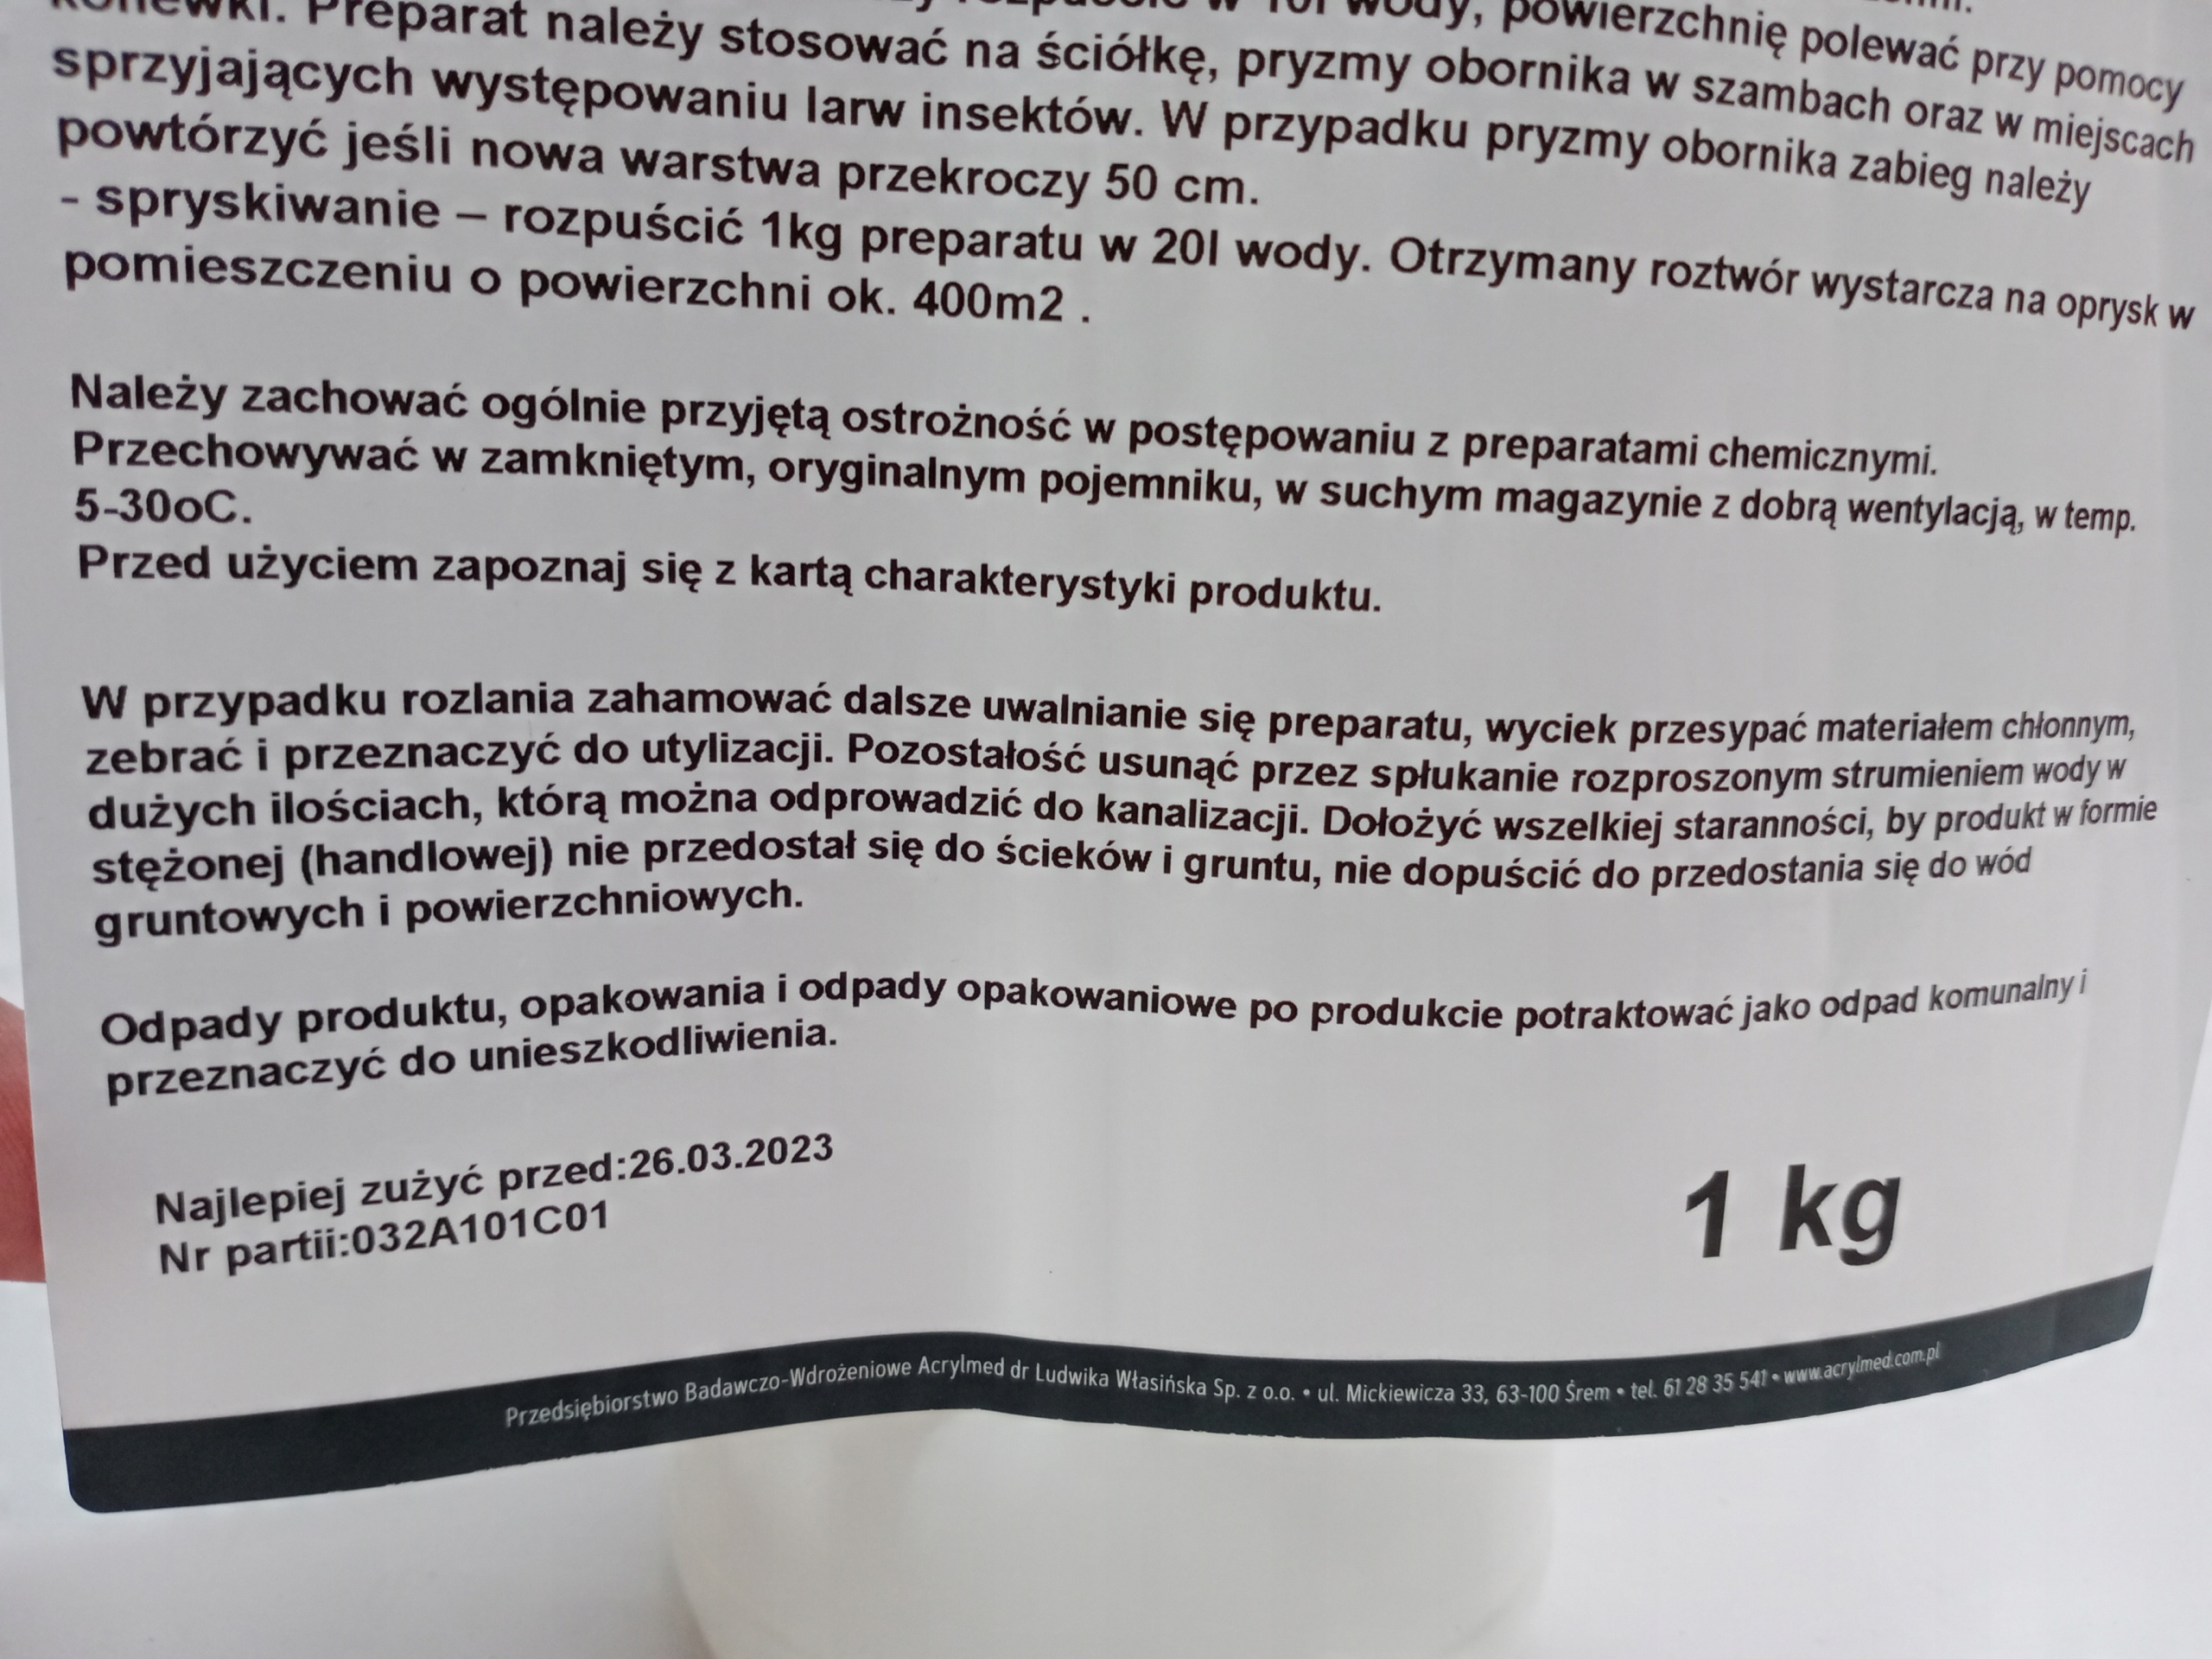 Preparat należy stosować na ściółkę, pryzmy obornika w szambach oraz w miejscach
wody, powierzchnię polewać przy pomocy
sprzyjających występowaniu larw insektów. W przypadku pryzmy obornika zabieg należy
powtórzyć jeśli nowa warstwa przekroczy 50 cm.
- spryskiwanie – rozpuścić 1kg preparatu w 20l wody. Otrzymany roztwór wystarcza na oprysk w
pomieszczeniu o powierzchni ok. 400m2 .
Należy zachować ogólnie przyjętą ostrożność w postępowaniu z preparatami chemicznymi.
Przechowywać w zamkniętym, oryginalnym pojemniku, w suchym magazynie z dobrą wentylacją, w temp.
5-30oC.
Przed użyciem zapoznaj się z kartą charakterystyki produktu.
W przypadku rozlania zahamować dalsze uwalnianie się preparatu, wyciek przesypać materiałem chłonnym,
zebrać i przeznaczyć do utylizacji. Pozostałość usunąć przez spłukanie rozproszonym strumieniem wody w
dużych ilościach, którą można odprowadzić do kanalizacji. Dołożyć wszelkiej staranności, by produkt w formie
stężonej (handlowej) nie przedostał się do ścieków i gruntu, nie dopuścić do przedostania się do wód
gruntowych i powierzchniowych.
Odpady produktu, opakowania i odpady opakowaniowe po produkcie potraktować jako odpad komunalny i
przeznaczyć do unieszkodliwienia.
Najlepiej zużyć przed:26.03.2023
Nr partii:032A101C01
1 kg
Przedsiębiorstwo Badawczo-Wdrożeniowe Acrylmed dr Ludwika Własińska Sp. z o.o. • ul. Mickiewicza 33, 63-100 Śrem • tel. 61 28 35 541 • www.acrylmed.com.pl